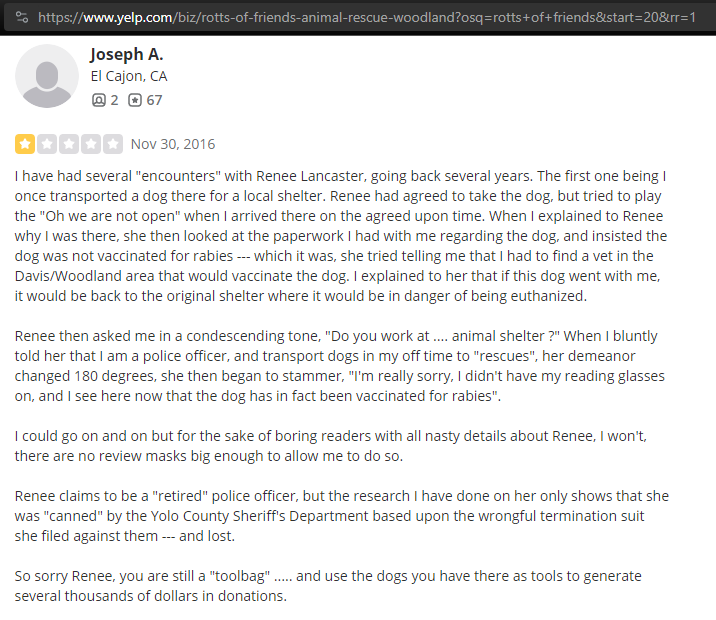 https://www.yelp.com/biz/rotts-of-friends-animal-rescue-woodland?osq=rotts+of+friends&start=20&rr=1
Joseph A.
El Cajon, CA
2 67
Nov 30, 2016
I have had several "encounters" with Renee Lancaster, going back several years. The first one being I
once transported a dog there for a local shelter. Renee had agreed to take the dog, but tried to play
the "Oh we are not open" when I arrived there on the agreed upon time. When I explained to Renee
why I was there, she then looked at the paperwork I had with me regarding the dog, and insisted the
dog was not vaccinated for rabies --- which it was, she tried telling me that I had to find a vet in the
Davis/Woodland area that would vaccinate the dog. I explained to her that if this dog went with me,
it would be back to the original shelter where it would be in danger of being euthanized.
Renee then asked me in a condescending tone, "Do you work at .... animal shelter ?" When I bluntly
told her that I am a police officer, and transport dogs in my off time to "rescues", her demeanor
changed 180 degrees, she then began to stammer, "I'm really sorry, I didn't have my reading glasses
on, and I see here now that the dog has in fact been vaccinated for rabies".
I could go on and on but for the sake of boring readers with all nasty details about Renee, I won't,
there are no review masks big enough to allow me to do so.
Renee claims to be a "retired" police officer, but the research I have done on her only shows that she
was "canned" by the Yolo County Sheriff's Department based upon the wrongful termination suit
she filed against them --- and lost.
So sorry Renee, you are still a "toolbag" ..... and use the dogs you have there as tools to generate
several thousands of dollars in donations.